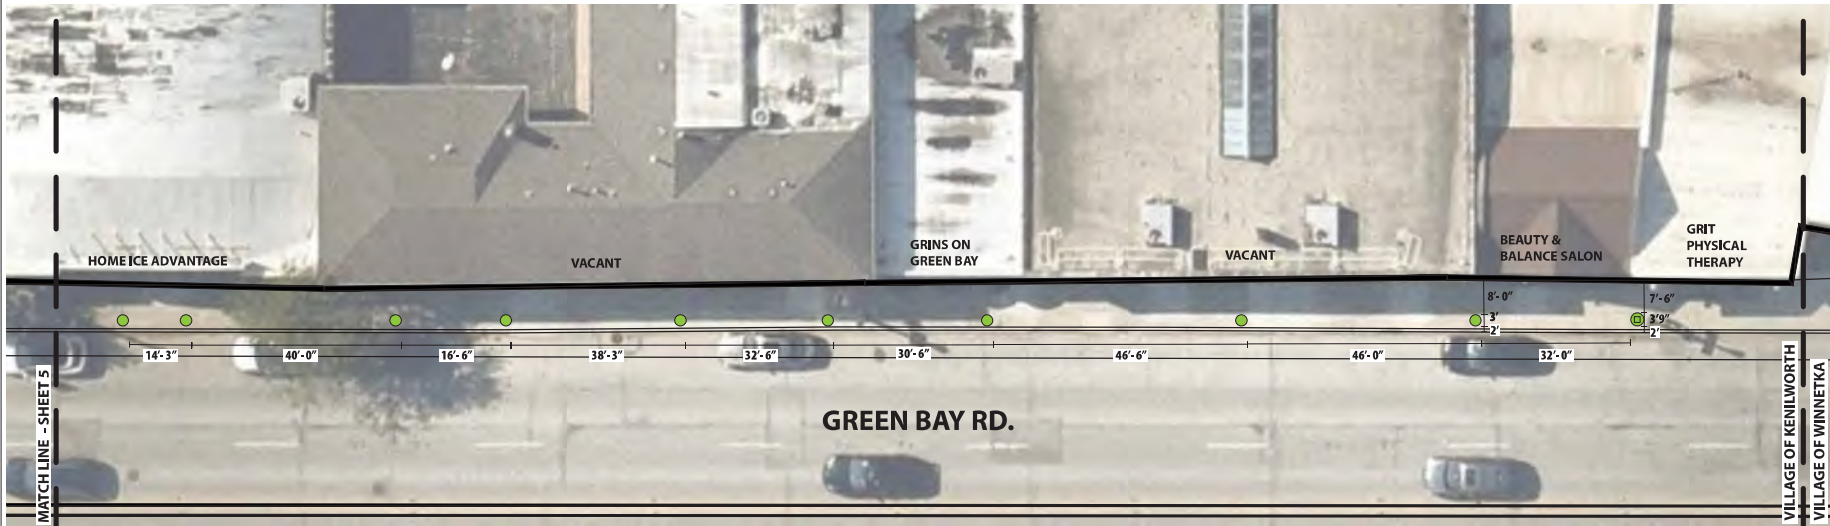 HOME ICE ADVANTAGE
VACANT
GRINS ON
GREEN BAY
VACANT
BEAUTY &
BALANCE SALON
GRIT
PHYSICAL
THERAPY
8'- 0"
3'
2'
7'- 6"
3'9"
2'
14'- 3"
40'- 0"
16'- 6"
38'- 3"
32'- 6"
30'- 6"
46'- 6"
46'- 0"
32'- 0"
GREEN BAY RD.
MATCH LINE - SHEET 5
VILLAGE OF KENILWORTH
VILLAGE OF WINNETKA